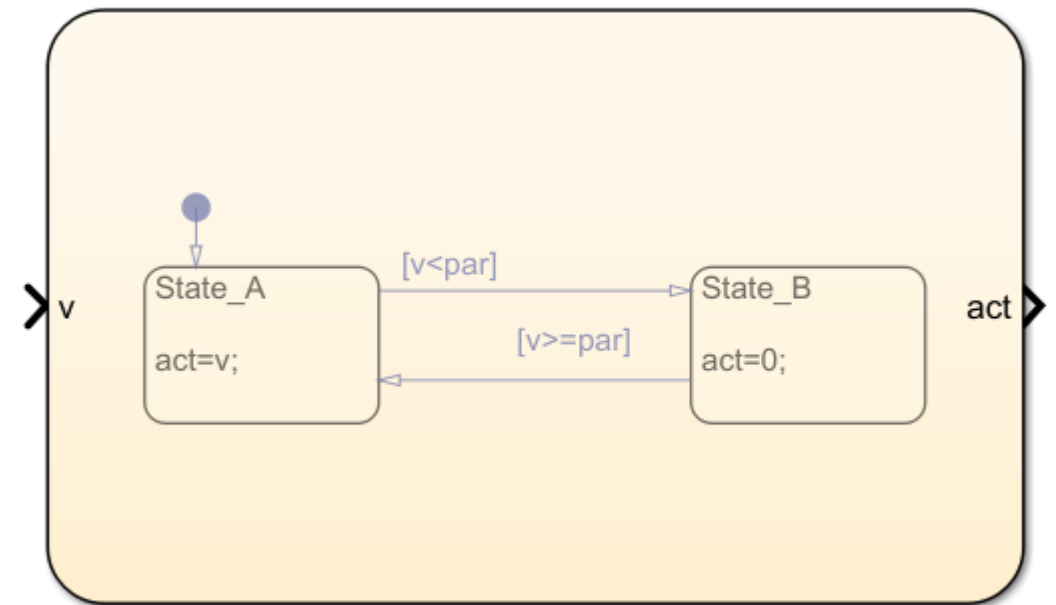 [v<par]
State_A
State_B
v
act
[v>=par]
act=v;
act=0;